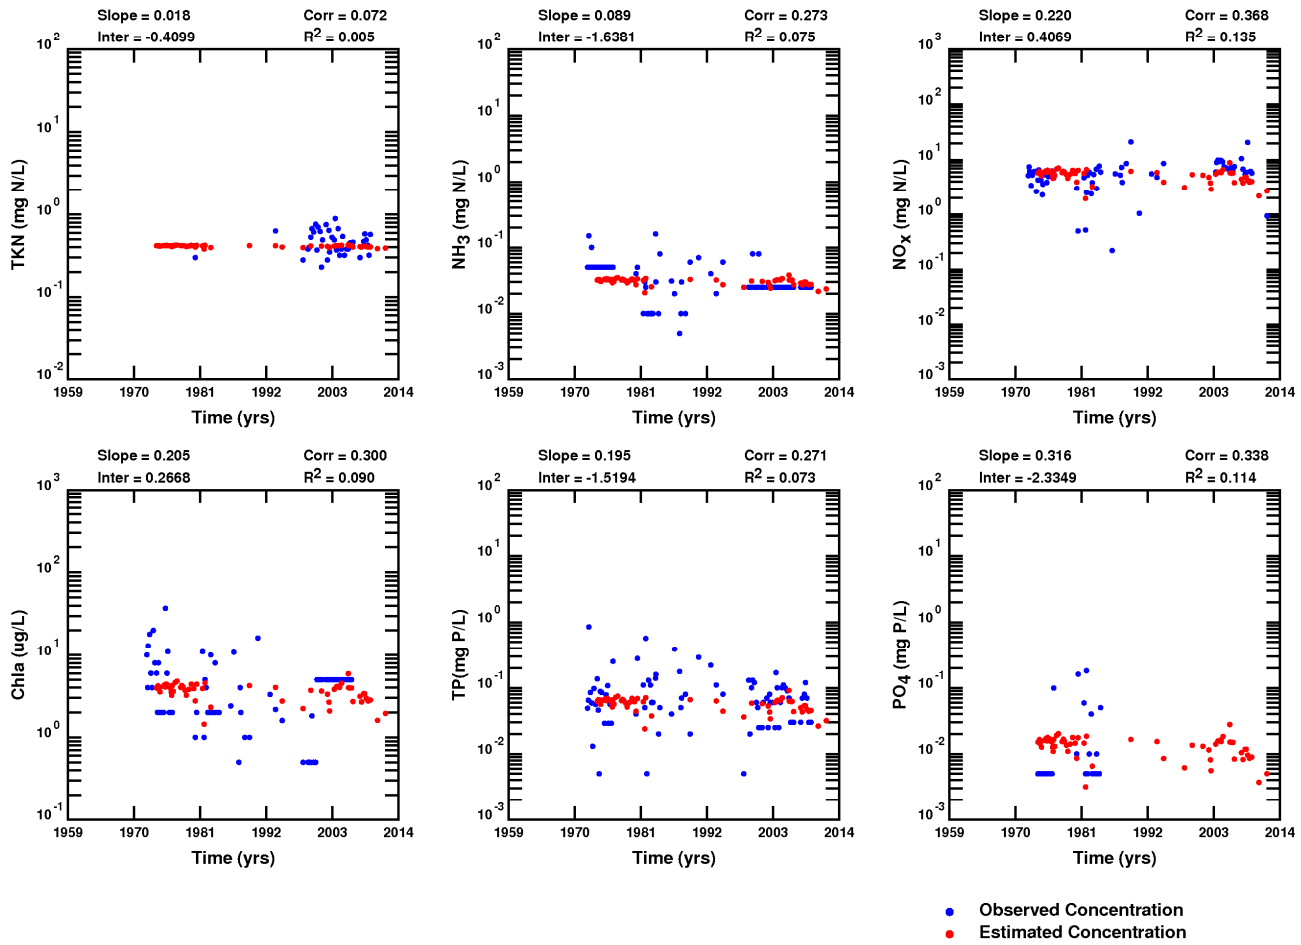 Slope = 0.018 Corr = 0.072
Inter = -0.4099 R2 = 0.005
10^2
10^1
10^0
10^-1
10^-2
TKN (mg N/L)
1959 1970 1981 1992 2003 2014
Time (yrs)
Slope = 0.089 Corr = 0.273
Inter = -1.6381 R2 = 0.075
10^2
10^1
10^0
10^-1
10^-2
10^-3
NH3 (mg N/L)
1959 1970 1981 1992 2003 2014
Time (yrs)
Slope = 0.220 Corr = 0.368
Inter = 0.4069 R2 = 0.135
10^3
10^2
10^1
10^0
10^-1
10^-2
10^-3
NOx (mg N/L)
1959 1970 1981 1992 2003 2014
Time (yrs)
Slope = 0.205 Corr = 0.300
Inter = 0.2668 R2 = 0.090
10^3
10^2
10^1
10^0
10^-1
Chla (ug/L)
1959 1970 1981 1992 2003 2014
Time (yrs)
Slope = 0.195 Corr = 0.271
Inter = -1.5194 R2 = 0.073
10^2
10^1
10^0
10^-1
10^-2
10^-3
TP(mg P/L)
1959 1970 1981 1992 2003 2014
Time (yrs)
Slope = 0.316 Corr = 0.338
Inter = -2.3349 R2 = 0.114
10^2
10^1
10^0
10^-1
10^-2
10^-3
PO4 (mg P/L)
1959 1970 1981 1992 2003 2014
Time (yrs)
Observed Concentration
Estimated Concentration